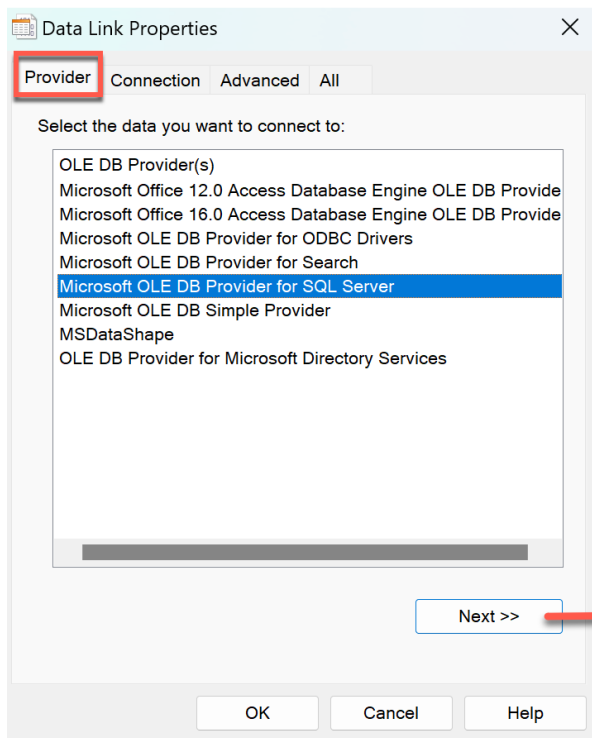 Data Link Properties
Provider Connection Advanced All
Select the data you want to connect to:
OLE DB Provider(s)
Microsoft Office 12.0 Access Database Engine OLE DB Provide
Microsoft Office 16.0 Access Database Engine OLE DB Provide
Microsoft OLE DB Provider for ODBC Drivers
Microsoft OLE DB Provider for Search
Microsoft OLE DB Provider for SQL Server
Microsoft OLE DB Simple Provider
MSDataShape
OLE DB Provider for Microsoft Directory Services
Next >>
OK Cancel Help